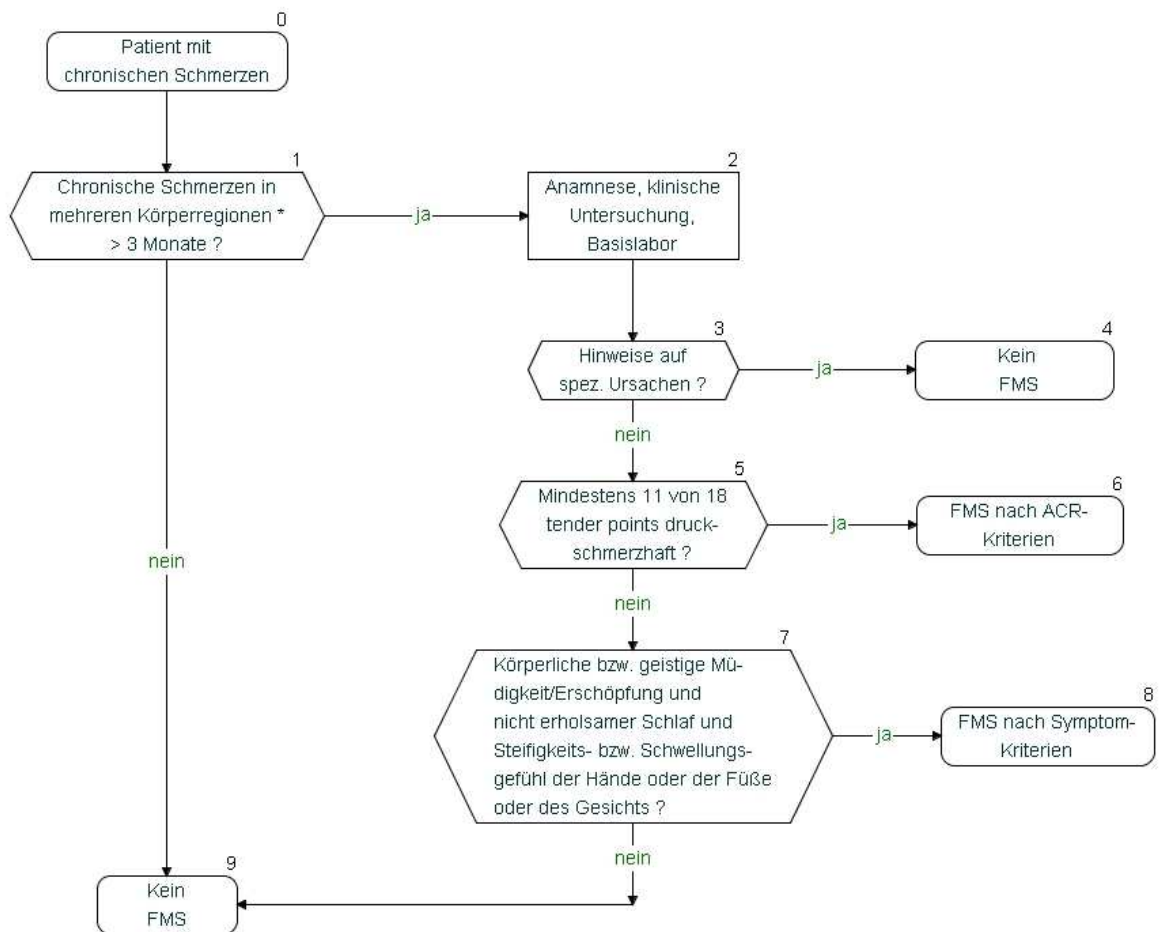 0
Patient mit
chronischen Schmerzen
1
Chronische Schmerzen in
mehreren Körperregionen *
> 3 Monate ?
ja
2
Anamnese, klinische
Untersuchung,
Basislabor
3
Hinweise auf
spez. Ursachen ?
ja
4
Kein
FMS
nein
5
Mindestens 11 von 18
tender points druck-
schmerzhaft ?
ja
6
FMS nach ACR-
Kriterien
nein
nein
7
Körperliche bzw. geistige Mü-
digkeit/Erschöpfung und
nicht erholsamer Schlaf und
Steifigkeits- bzw. Schwellungs-
gefühl der Hände oder der Füße
oder des Gesichts ?
ja
8
FMS nach Symptom-
Kriterien
nein
9
Kein
FMS